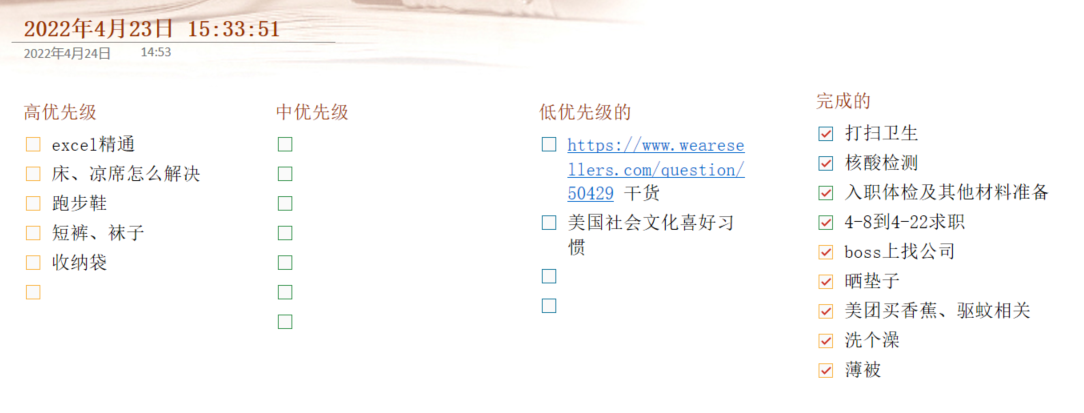 2022年4月23日 15:33:51
2022年4月24日 14:53
高优先级
excel精通
床、凉席怎么解决
跑步鞋
短裤、袜子
收纳袋
中优先级
低优先级的
https://www.wearese
llers.com/question/
50429 干货
美国社会文化喜好习
惯
完成的
打扫卫生
核酸检测
入职体检及其他材料准备
4-8到4-22求职
boss上找公司
晒垫子
美团买香蕉、驱蚊相关
洗个澡
薄被